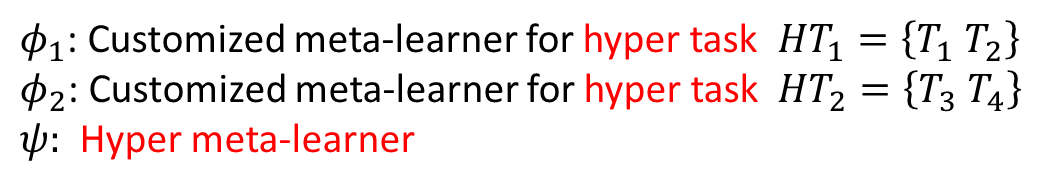 𝜙₁: Customized meta-learner for hyper task 𝐻𝑇₁ = {𝑇₁ 𝑇₂}
𝜙₂: Customized meta-learner for hyper task 𝐻𝑇₂ = {𝑇₃ 𝑇₄}
𝜓: Hyper meta-learner